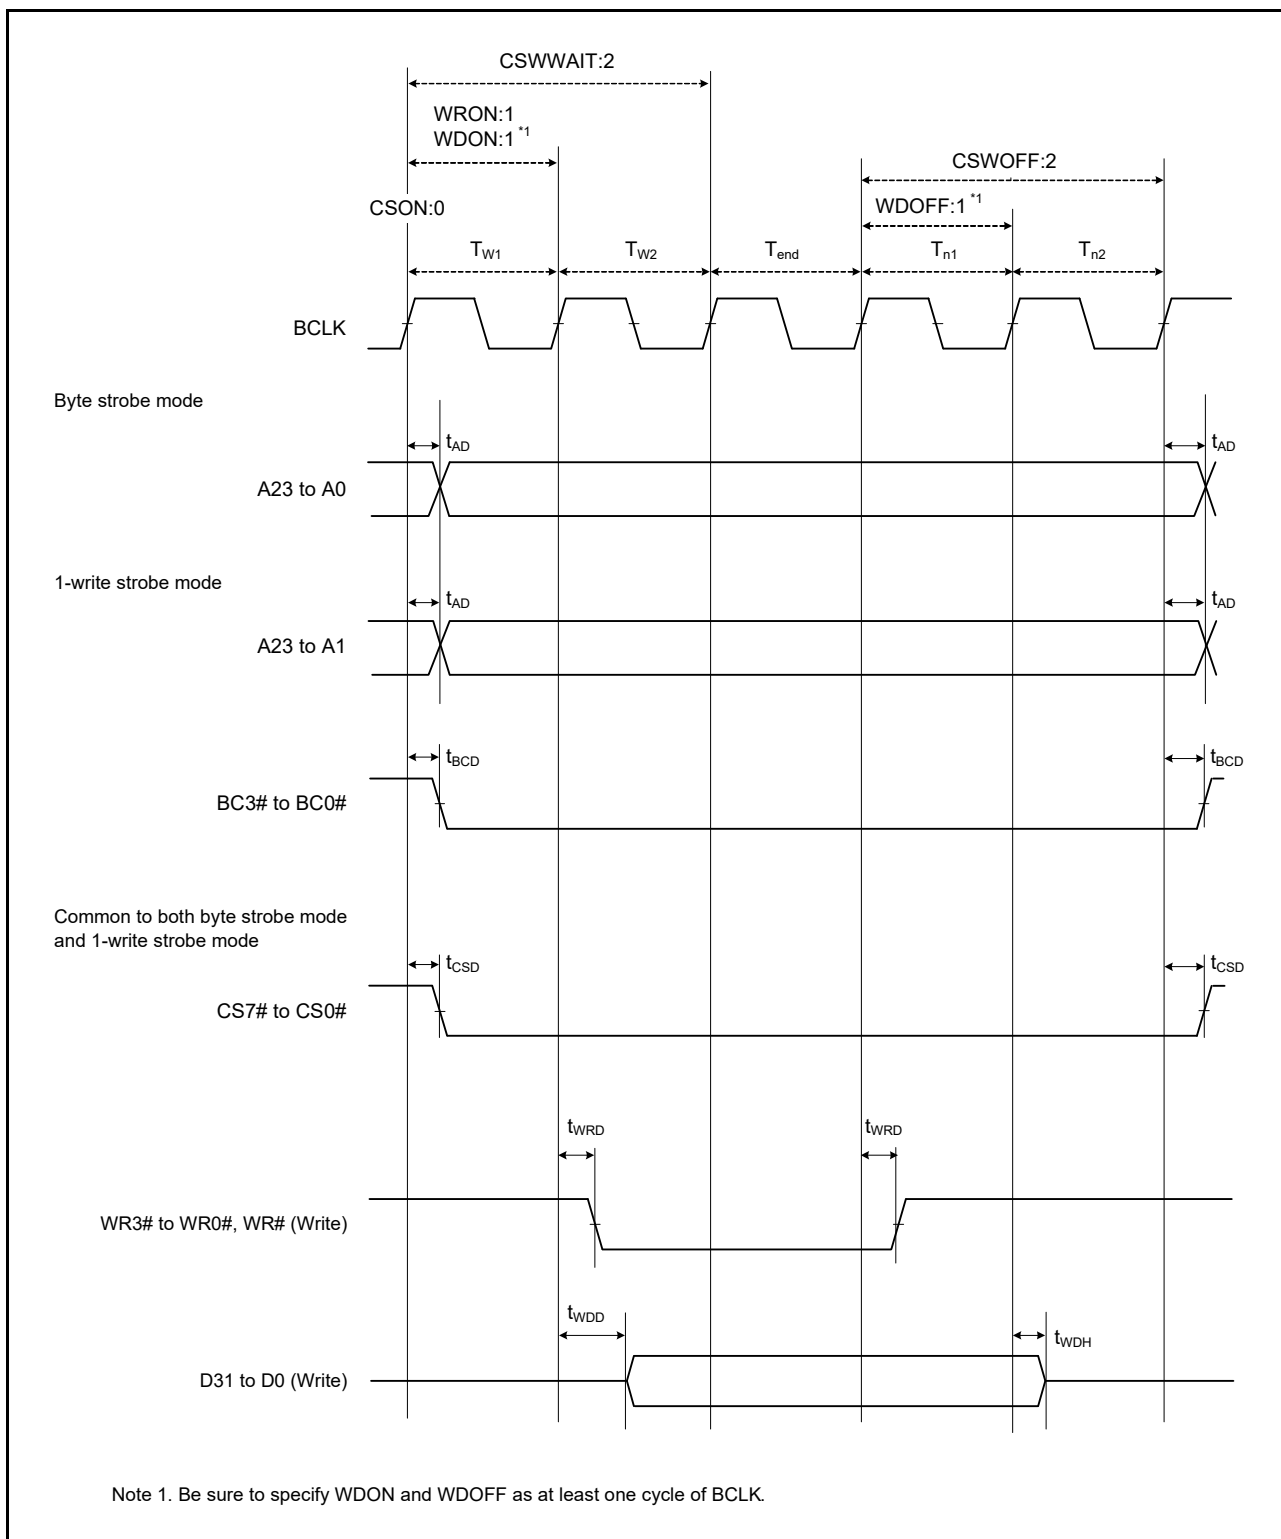 CSWWAIT:2
WRON:1
WDON:1 *1
CSWOFF:2
WDOFF:1 *1
CSON:0
TW1
TW2
Tend
Tn1
Tn2
BCLK
Byte strobe mode
tAD
tAD
A23 to A0
1-write strobe mode
tAD
tAD
A23 to A1
tBCD
tBCD
BC3# to BC0#
Common to both byte strobe mode
and 1-write strobe mode
tCSD
tCSD
CS7# to CS0#
tWRD
tWRD
WR3# to WR0#, WR# (Write)
tWDD
tWDH
D31 to D0 (Write)
Note 1. Be sure to specify WDON and WDOFF as at least one cycle of BCLK.